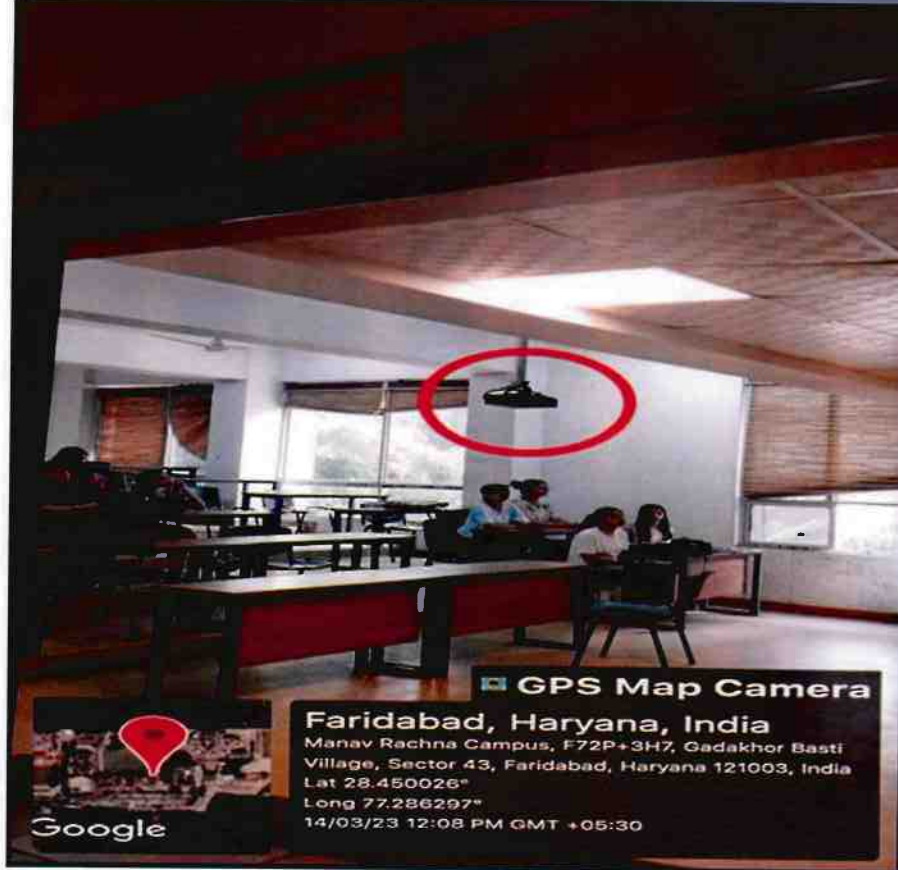 GPS Map Camera
Faridabad, Haryana, India
Manav Rachna Campus, F72P+3H7, Gadakhor Basti
Village, Sector 43, Faridabad, Haryana 121003, India
Lat 28.450026°
Long 77.286297°
14/03/23 12:08 PM GMT +05:30
Google